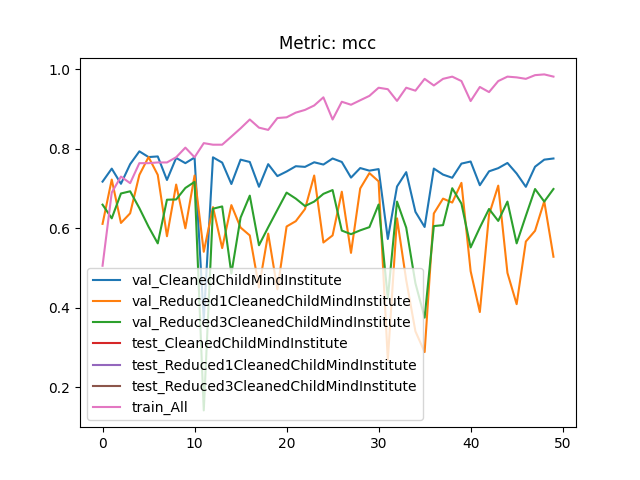 Metric: mcc
1.0
0.8
0.6
0.4
0.2
0
10
20
30
40
50
val_CleanedChildMindInstitute
val_Reduced1CleanedChildMindInstitute
val_Reduced3CleanedChildMindInstitute
test_CleanedChildMindInstitute
test_Reduced1CleanedChildMindInstitute
test_Reduced3CleanedChildMindInstitute
train_All